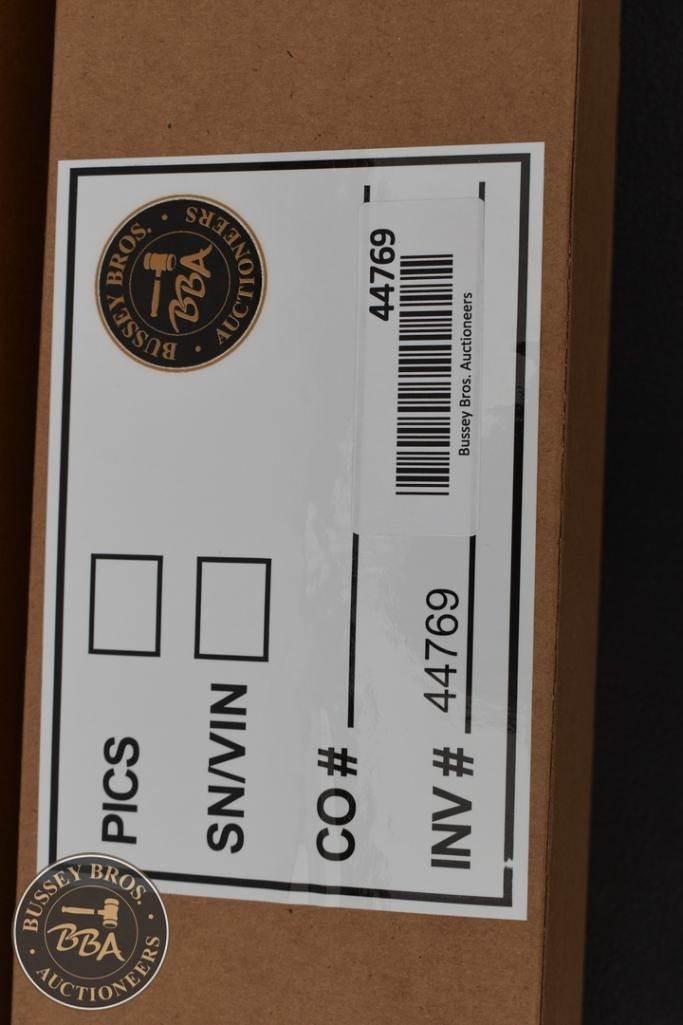 BUSSEY BROS. • AUCTIONEERS •
BBA
PICS
SN/VIN
CO #
INV # 44769
44769
Bussey Bros. Auctioneers
BUSSEY BROS.
BBA
• AUCTIONEERS •